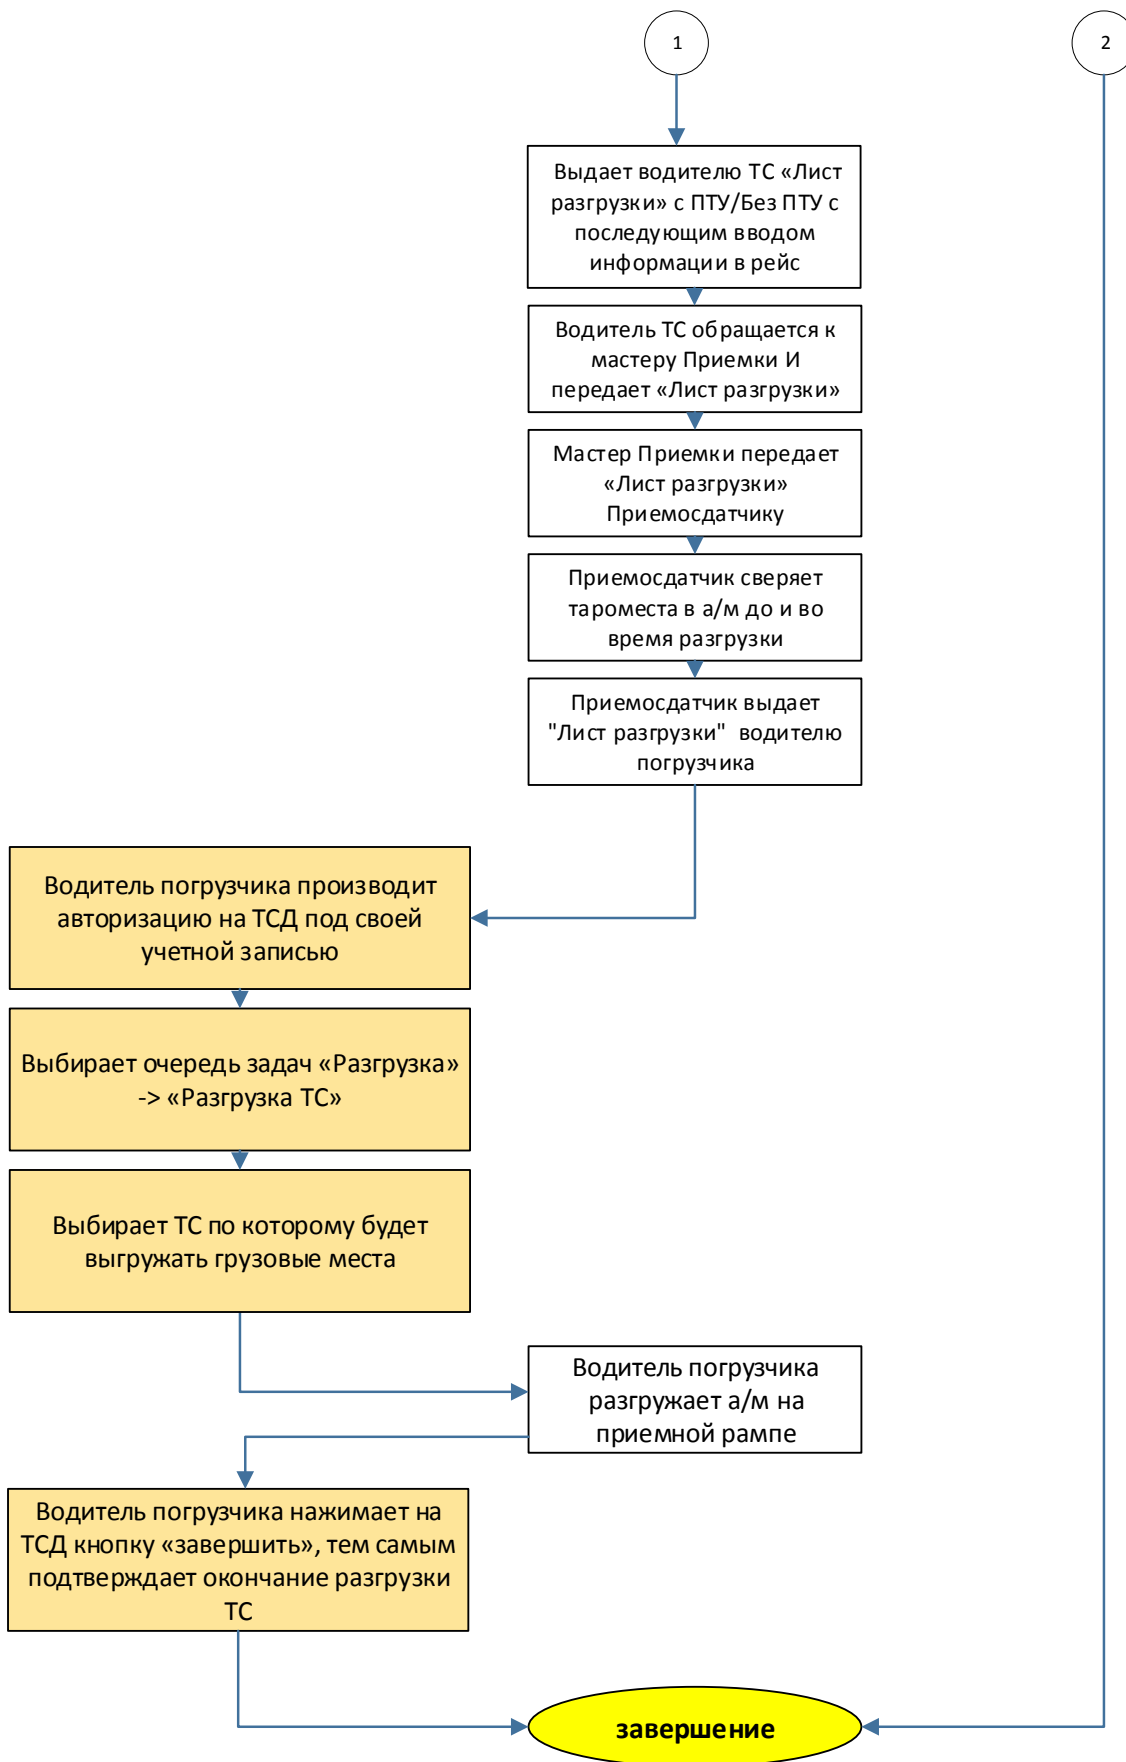 1
2
Выдает водителю ТС «Лист
разгрузки» с ПТУ/Без ПТУ с
последующим вводом
информации в рейс
Водитель ТС обращается к
мастеру Приемки И
передает «Лист разгрузки»
Мастер Приемки передает
«Лист разгрузки»
Приемосдатчику
Приемосдатчик сверяет
тароместа в а/м до и во
время разгрузки
Приемосдатчик выдает
"Лист разгрузки" водителю
погрузчика
Водитель погрузчика производит
авторизацию на ТСД под своей
учетной записью
Выбирает очередь задач «Разгрузка»
-> «Разгрузка ТС»
Выбирает ТС по которому будет
выгружать грузовые места
Водитель погрузчика
разгружает а/м на
приемной рампе
Водитель погрузчика нажимает на
ТСД кнопку «завершить», тем самым
подтверждает окончание разгрузки
ТС
завершение